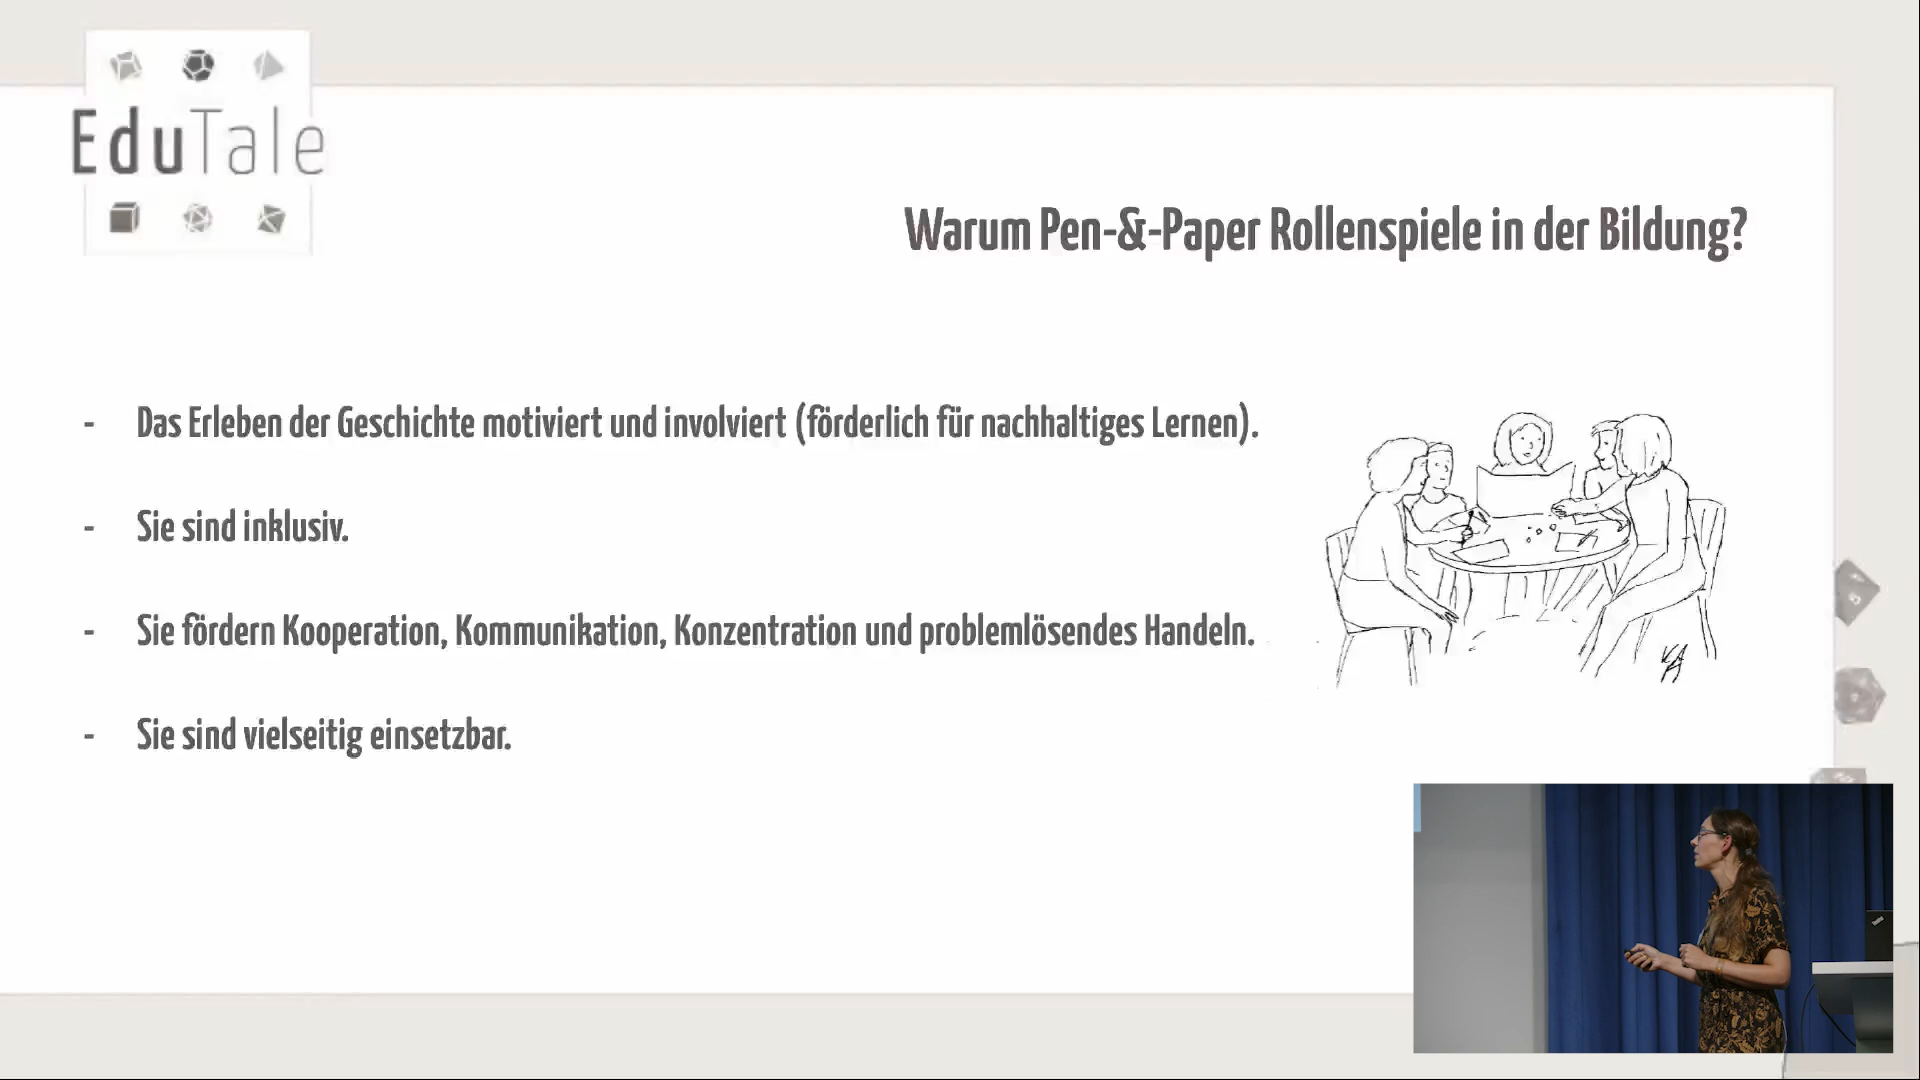 EduTale
Warum Pen-&-Paper Rollenspiele in der Bildung?
- Das Erleben der Geschichte motiviert und involviert (förderlich für nachhaltiges Lernen).
- Sie sind inklusiv.
- Sie fördern Kooperation, Kommunikation, Konzentration und problemlösendes Handeln.
- Sie sind vielseitig einsetzbar.